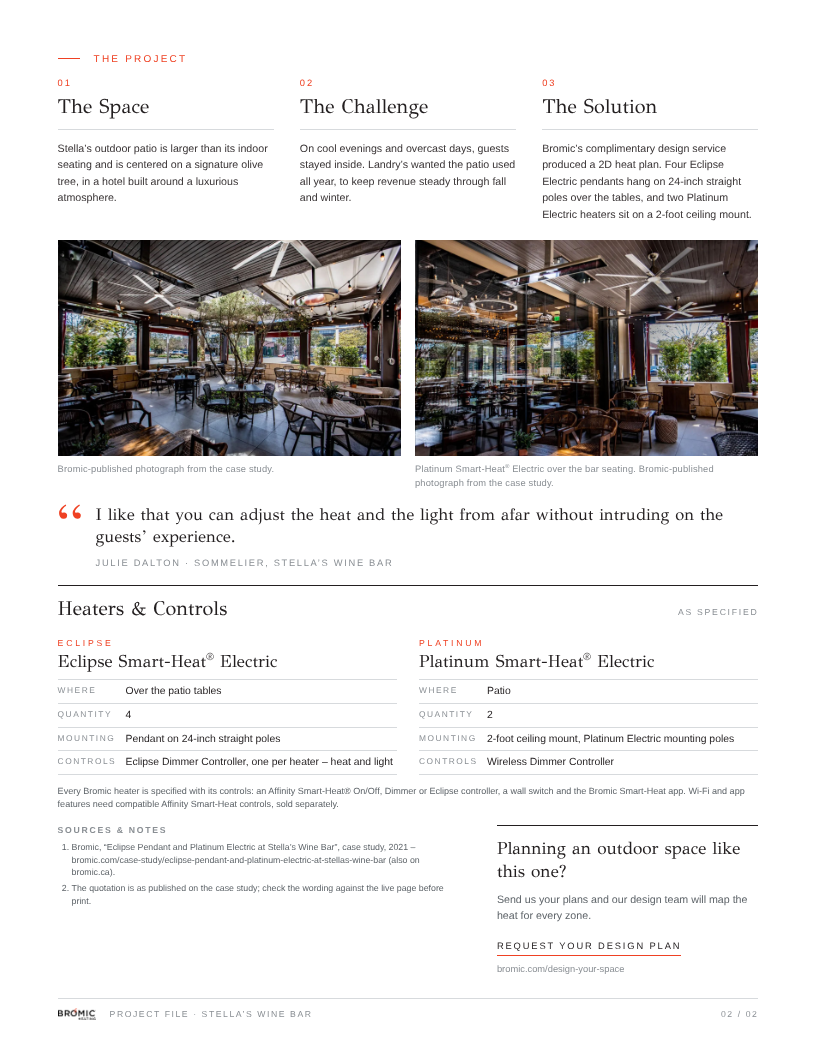 THE PROJECT
01
The Space
Stella's outdoor patio is larger than its indoor
seating and is centered on a signature olive
tree, in a hotel built around a luxurious
atmosphere.
02
The Challenge
On cool evenings and overcast days, guests
stayed inside. Landry's wanted the patio used
all year, to keep revenue steady through fall
and winter.
03
The Solution
Bromic's complimentary design service
produced a 2D heat plan. Four Eclipse
Electric pendants hang on 24-inch straight
poles over the tables, and two Platinum
Electric heaters sit on a 2-foot ceiling mount.
Bromic-published photograph from the case study.
Platinum Smart-Heat® Electric over the bar seating. Bromic-published
photograph from the case study.
“ I like that you can adjust the heat and the light from afar without intruding on the
guests’ experience.
JULIE DALTON · SOMMELIER, STELLA'S WINE BAR
Heaters & Controls
AS SPECIFIED
ECLIPSE
Eclipse Smart-Heat® Electric
WHERE Over the patio tables
QUANTITY 4
MOUNTING Pendant on 24-inch straight poles
CONTROLS Eclipse Dimmer Controller, one per heater – heat and light
PLATINUM
Platinum Smart-Heat® Electric
WHERE Patio
QUANTITY 2
MOUNTING 2-foot ceiling mount, Platinum Electric mounting poles
CONTROLS Wireless Dimmer Controller
Every Bromic heater is specified with its controls: an Affinity Smart-Heat® On/Off, Dimmer or Eclipse controller, a wall switch and the Bromic Smart-Heat app. Wi-Fi and app
features need compatible Affinity Smart-Heat controls, sold separately.
SOURCES & NOTES
1. Bromic, “Eclipse Pendant and Platinum Electric at Stella's Wine Bar”, case study, 2021 –
bromic.com/case-study/eclipse-pendant-and-platinum-electric-at-stellas-wine-bar (also on
bromic.ca).
2. The quotation is as published on the case study; check the wording against the live page before
print.
Planning an outdoor space like
this one?
Send us your plans and our design team will map the
heat for every zone.
REQUEST YOUR DESIGN PLAN
bromic.com/design-your-space
BROMIC
HEATING
PROJECT FILE · STELLA'S WINE BAR
02 / 02